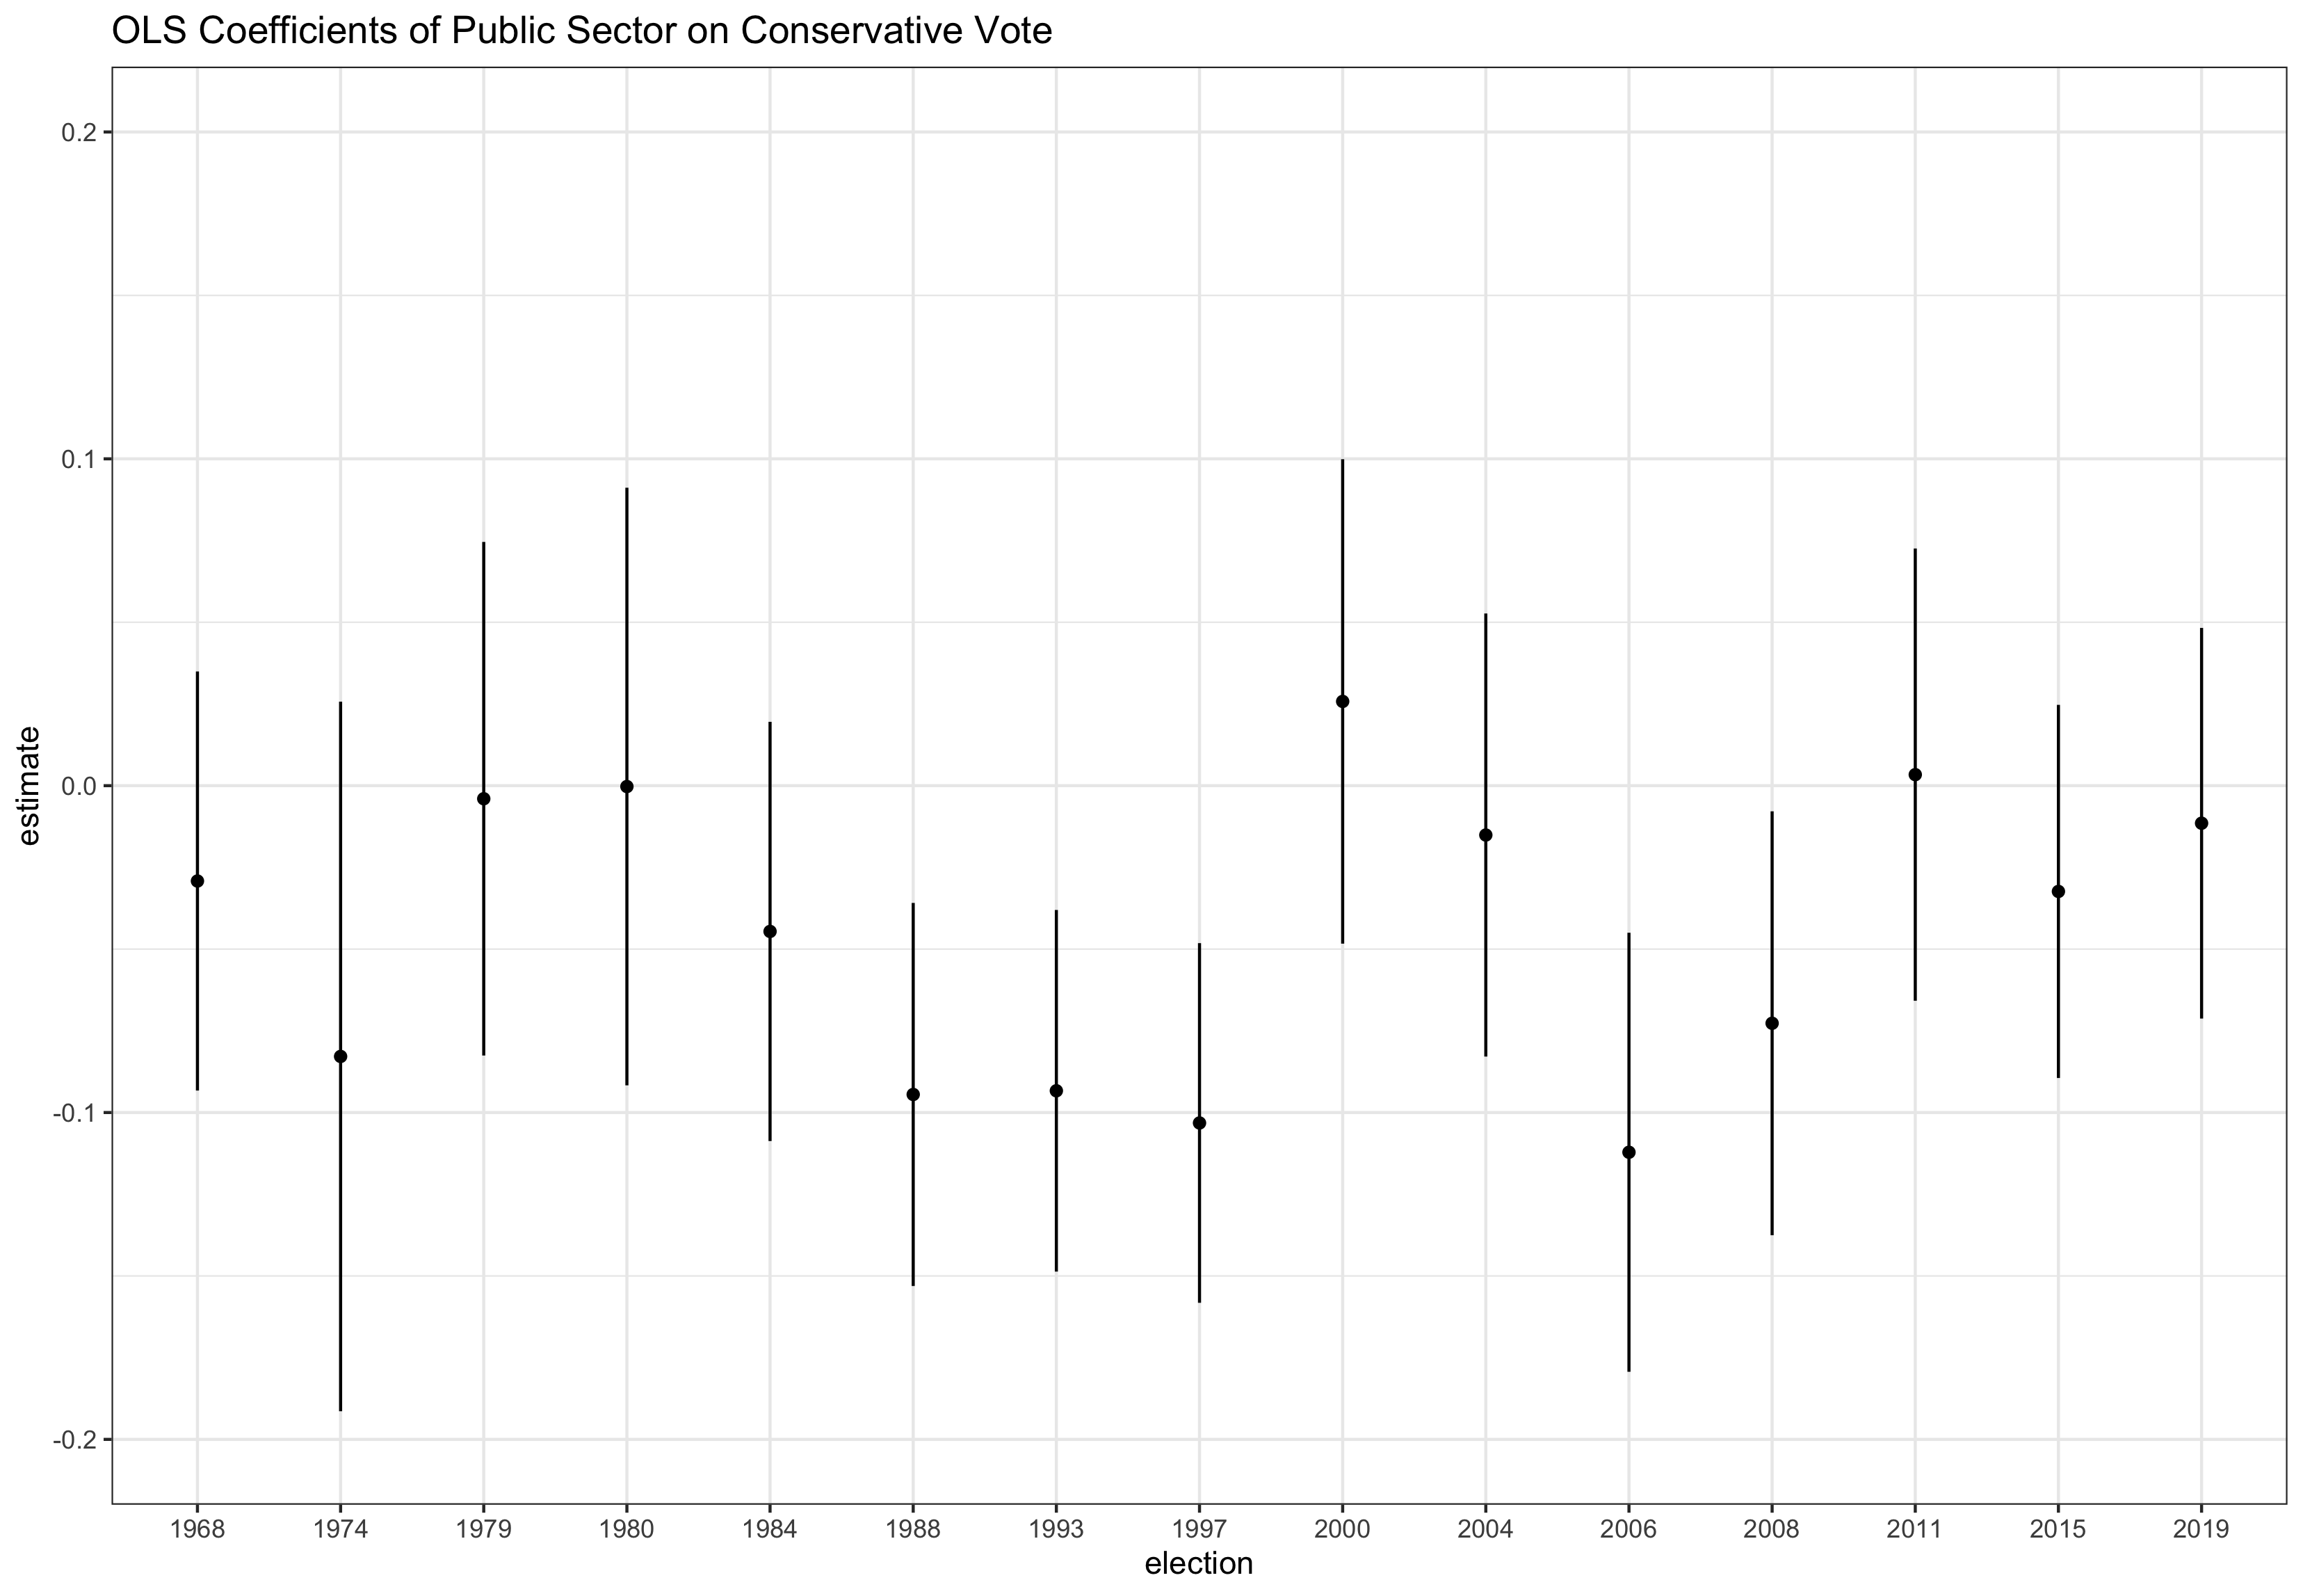 OLS Coefficients of Public Sector on Conservative Vote
0.2
0.1
0.0
-0.1
-0.2
estimate
1968 1974 1979 1980 1984 1988 1993 1997 2000 2004 2006 2008 2011 2015 2019
election